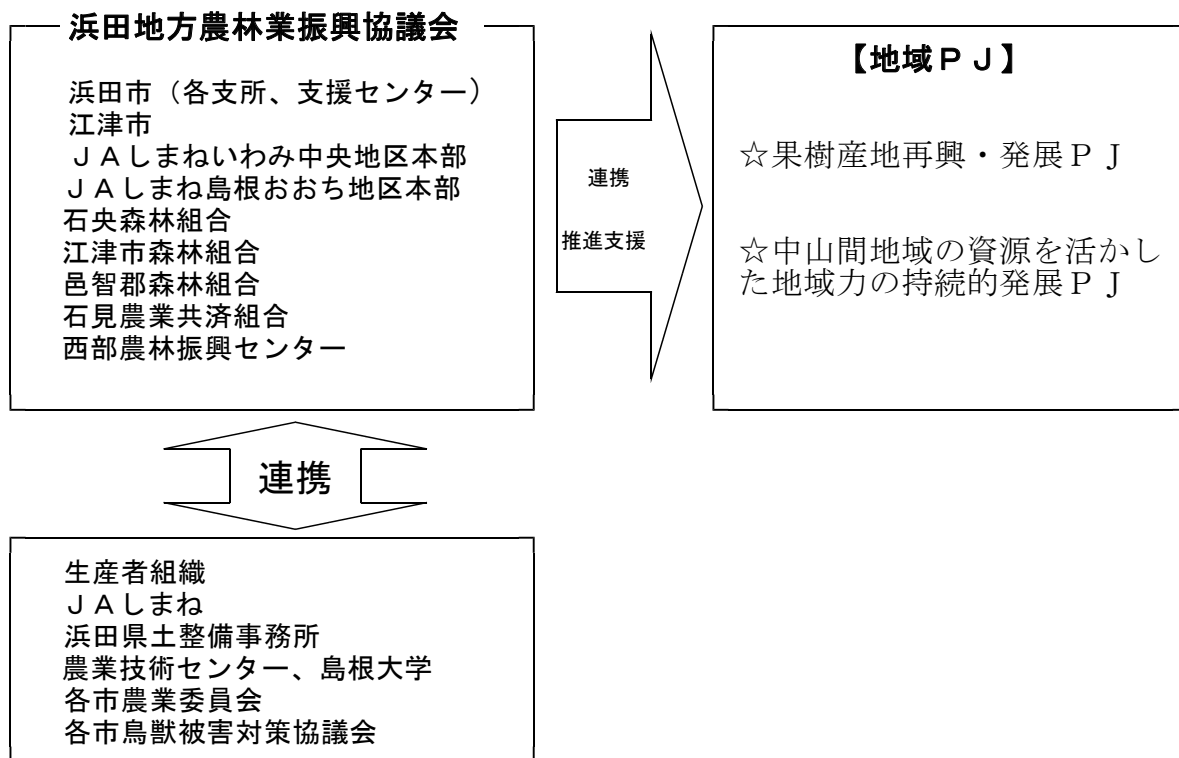 浜田地方農林業振興協議会
浜田市（各支所、支援センター）
江津市
ＪＡしまねいわみ中央地区本部
ＪＡしまね島根おおち地区本部
石央森林組合
江津市森林組合
邑智郡森林組合
石見農業共済組合
西部農林振興センター
連携
推進支援
【地域ＰＪ】
☆果樹産地再興・発展ＰＪ
☆中山間地域の資源を活かし
た地域力の持続的発展ＰＪ
連携
生産者組織
ＪＡしまね
浜田県土整備事務所
農業技術センター、島根大学
各市農業委員会
各市鳥獣被害対策協議会